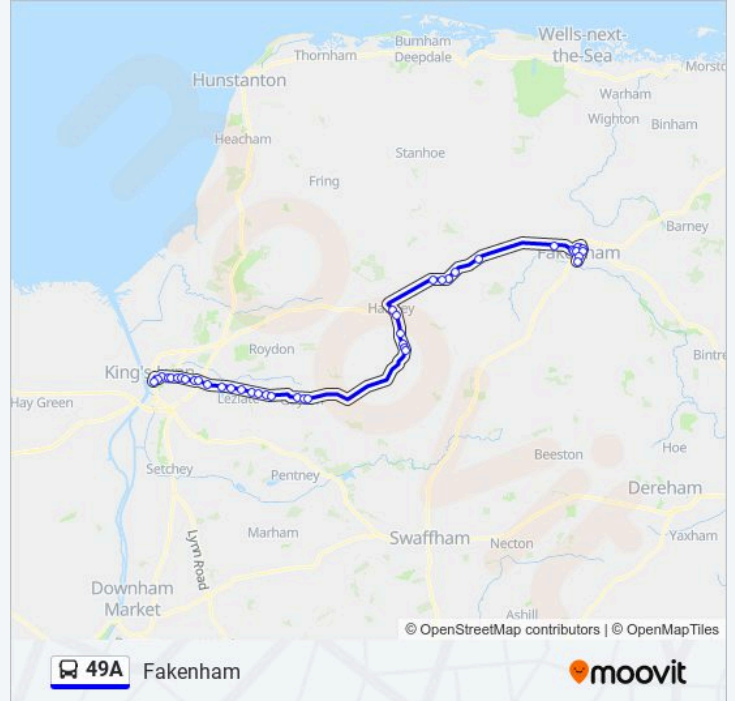 Wells-next-
the-Sea
Burnham
Deepdale
Thornham
Morsto
Hunstanton
Warham
Wighton
Binham
Heacham
Stanhoe
Fring
Barney
Fakenham
Roydon
King's Lynn
Bintre
Hay Green
Leziate
Setchey
Pentney
Beeston
Hoe
Dereham
Marham
Swaffham
Necton
Yaxham
Lynn Road
Downham
Market
Ashill
© OpenStreetMap contributors | © OpenMapTiles
49A
Fakenham
moovit